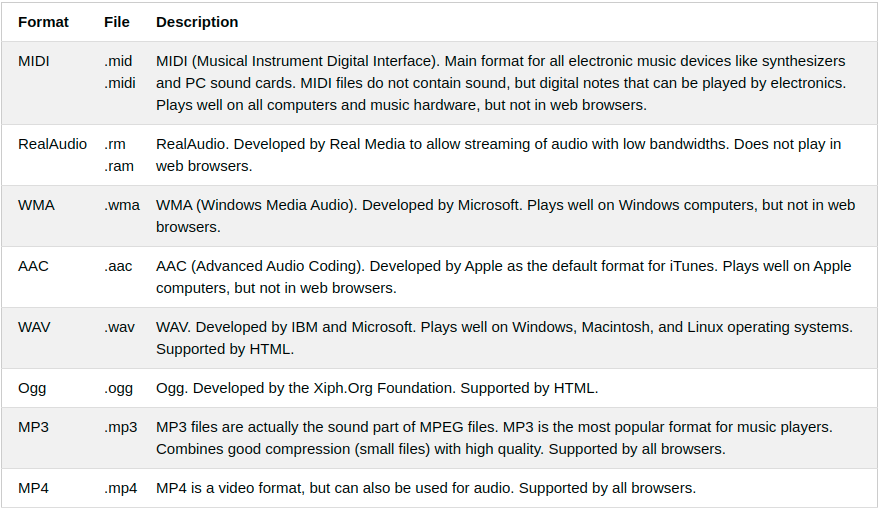 Format File Description
MIDI .mid MIDI (Musical Instrument Digital Interface). Main format for all electronic music devices like synthesizers
.midi and PC sound cards. MIDI files do not contain sound, but digital notes that can be played by electronics.
Plays well on all computers and music hardware, but not in web browsers.
RealAudio .rm RealAudio. Developed by Real Media to allow streaming of audio with low bandwidths. Does not play in
.ram web browsers.
WMA .wma WMA (Windows Media Audio). Developed by Microsoft. Plays well on Windows computers, but not in web
browsers.
AAC .aac AAC (Advanced Audio Coding). Developed by Apple as the default format for iTunes. Plays well on Apple
computers, but not in web browsers.
WAV .wav WAV. Developed by IBM and Microsoft. Plays well on Windows, Macintosh, and Linux operating systems.
Supported by HTML.
Ogg .ogg Ogg. Developed by the Xiph.Org Foundation. Supported by HTML.
MP3 .mp3 MP3 files are actually the sound part of MPEG files. MP3 is the most popular format for music players.
Combines good compression (small files) with high quality. Supported by all browsers.
MP4 .mp4 MP4 is a video format, but can also be used for audio. Supported by all browsers.